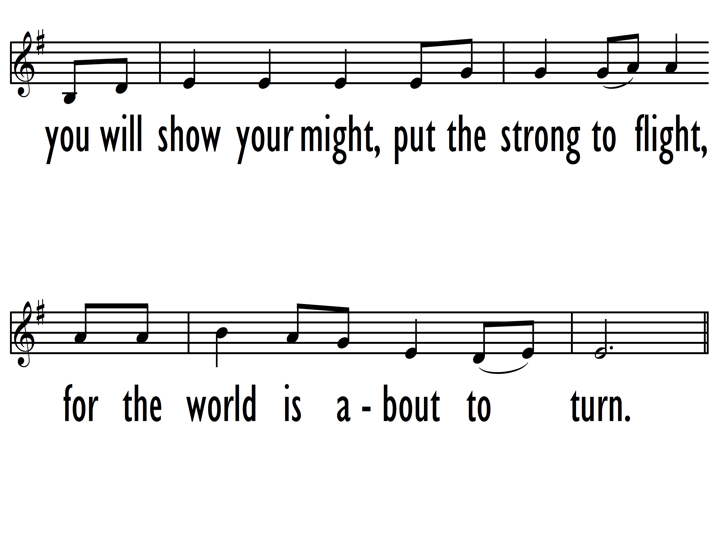 you will show your might, put the strong to flight,
for the world is a - bout to turn.